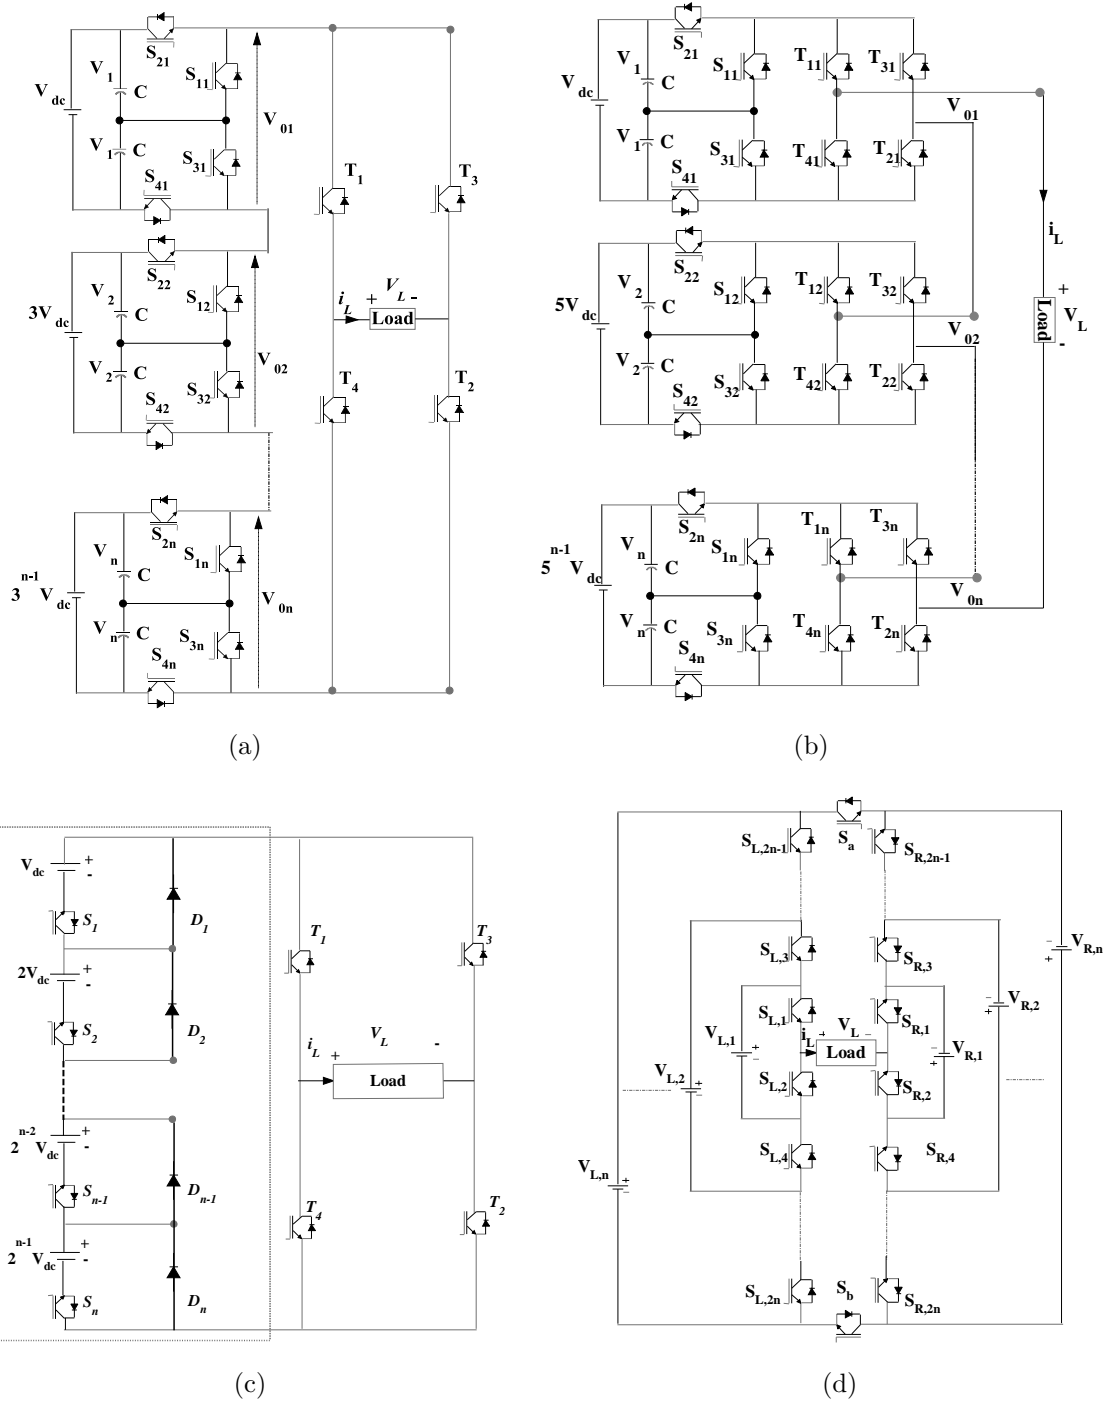 S21
V1
C
S11
Vdc
V01
V1
C
S31
S41
T1
T3
S22
V2
C
S12
3Vdc
iL
+ VL -
Load
V02
V2
C
S32
S42
T4
T2
S2n
Vn
C
S1n
3^n-1 Vdc
V0n
Vn
C
S3n
S4n
(a)
S21
V1
C
S11
T11
T31
Vdc
V01
V1
C
S31
T41
T21
S41
iL
S22
V2
C
S12
T12
T32
5Vdc
+
Load
VL
-
V02
V2
C
S32
T42
T22
S42
S2n
Vn
C
S1n
T1n
T3n
5^n-1 Vdc
V0n
Vn
C
S3n
T4n
T2n
S4n
(b)
Vdc
+
-
S1
D1
T1
T3
2Vdc
+
-
S2
D2
iL
+
VL
-
Load
2^n-2 Vdc
+
-
Sn-1
Dn-1
T4
T2
2^n-1 Vdc
+
-
Sn
Dn
(c)
SL,2n-1
Sa
SR,2n-1
SL,3
SR,3
VR,n
-
+
SL,1
SR,1
VR,2
-
+
VL,1
+
-
iL
+ VL -
Load
VR,1
-
+
VL,2
+
-
SL,2
SR,2
SL,4
SR,4
VL,n
+
-
SL,2n
Sb
SR,2n
(d)